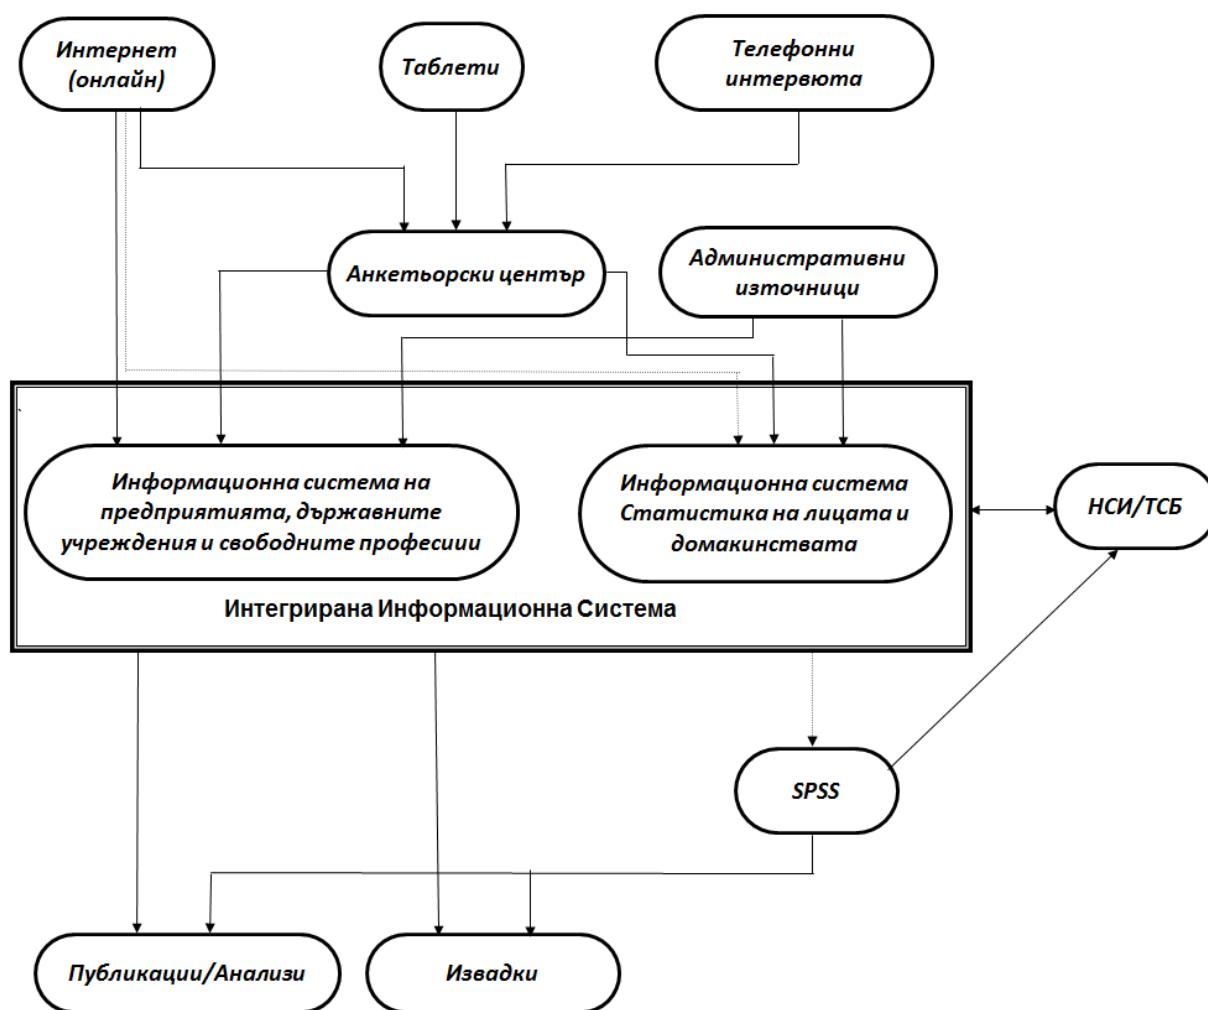 Интернет
(онлайн)
Таблети
Телефонни
интервюта
Анкетьорски център
Административни
източници
Информационна система на
предприятията, държавните
учреждения и свободните професиии
Информационна система
Статистика на лицата и
домакинствата
НСИ/ТСБ
Интегрирана Информационна Система
SPSS
Публикации/Анализи
Извадки